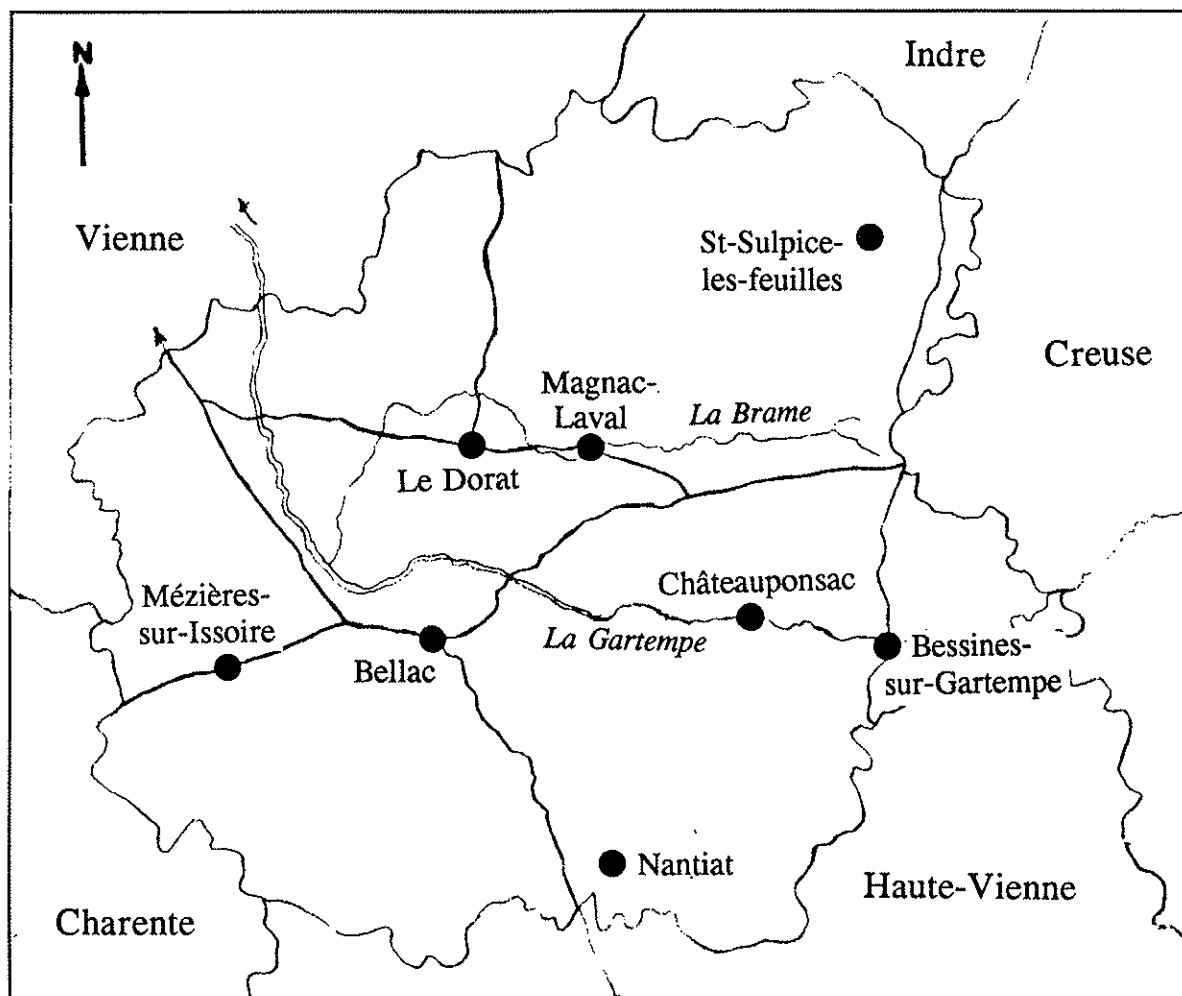 N
Indre
Vienne
St-Sulpice-
les-feuilles
Creuse
Magnac-
Laval
La Brame
Le Dorat
Châteauponsac
Mézières-
sur-Issoire
La Gartempe
Bellac
Bessines-
sur-Gartempe
Nantiat
Haute-Vienne
Charente